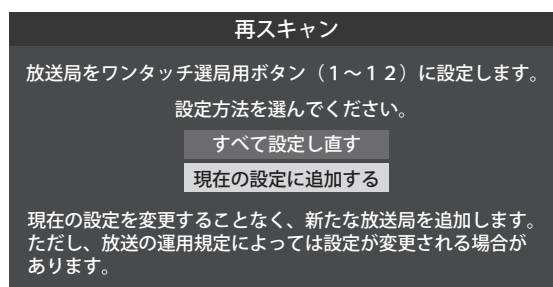 再スキャン
放送局をワンタッチ選局用ボタン（１～１２）に設定します。
設定方法を選んでください。
すべて設定し直す
現在の設定に追加する
現在の設定を変更することなく、新たな放送局を追加します。
ただし、放送の運用規定によっては設定が変更される場合が
あります。